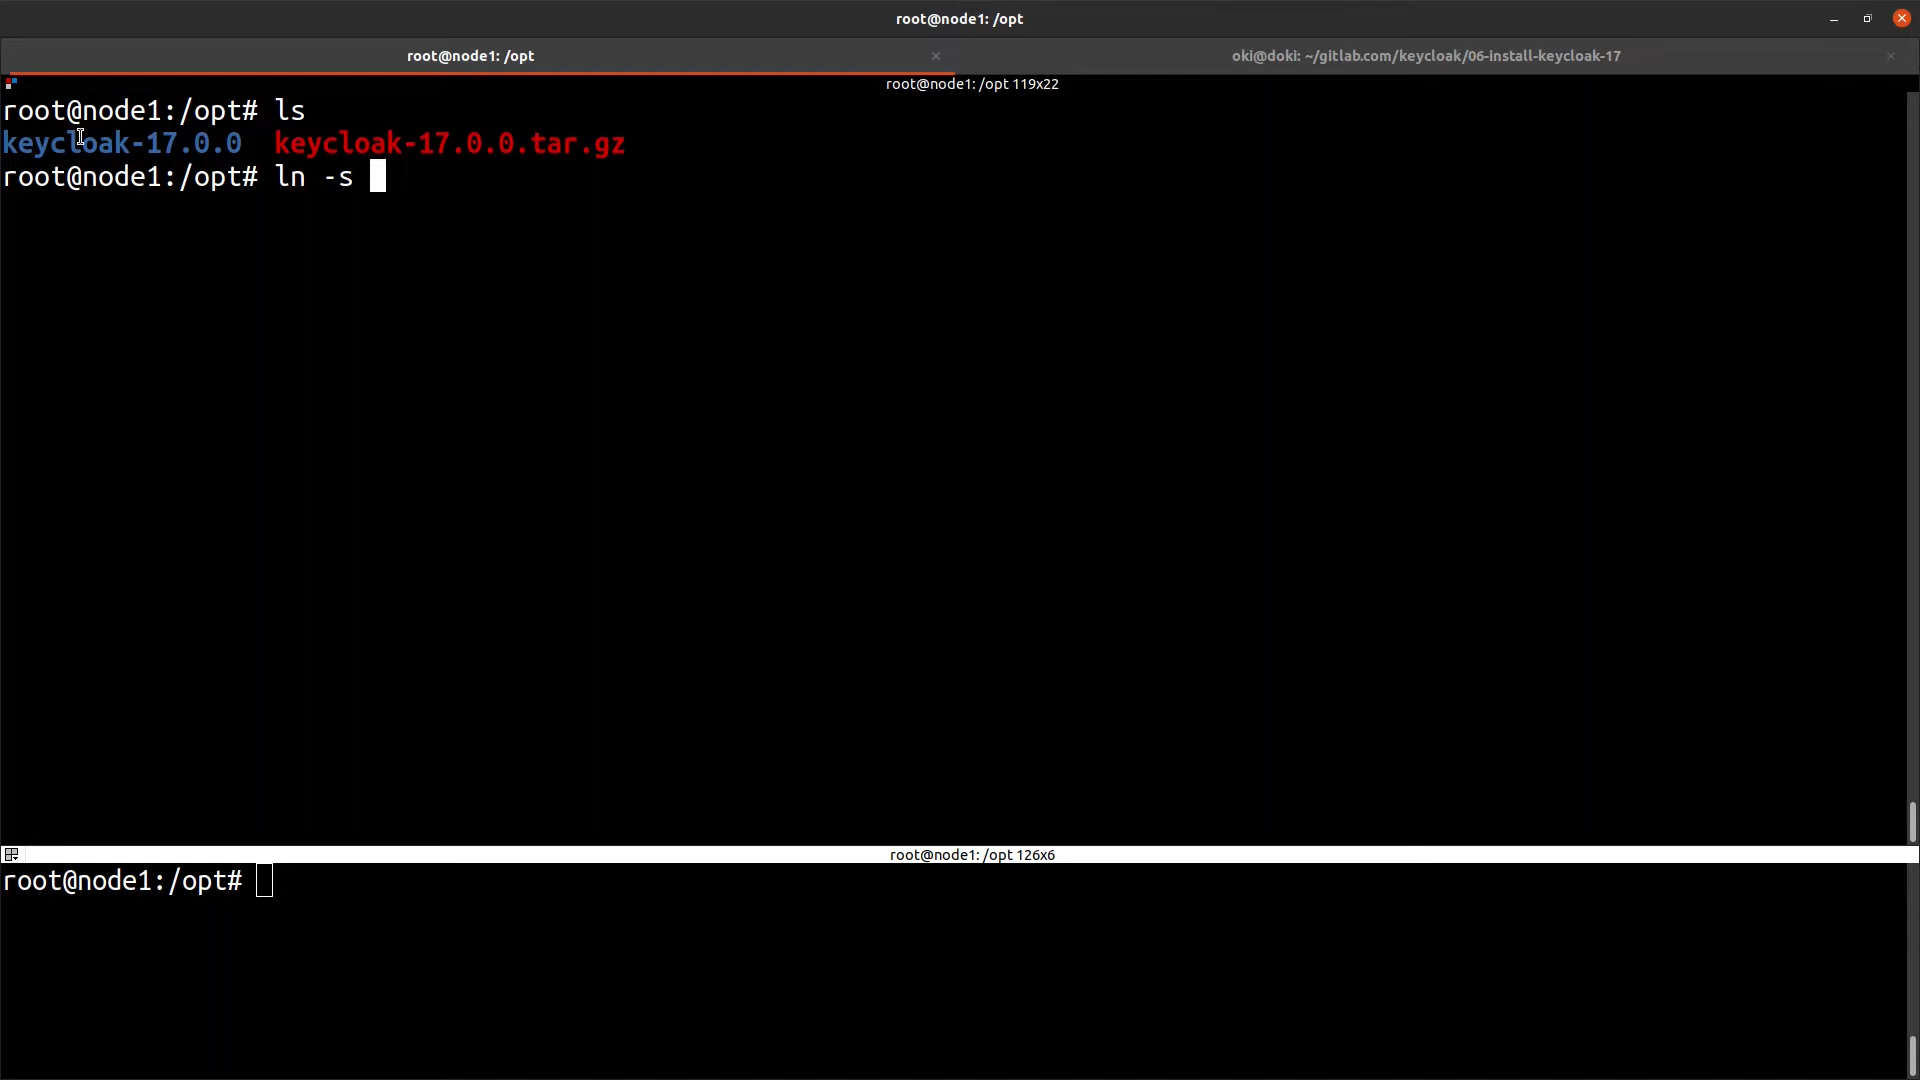 root@node1: /opt
root@node1: /opt
oki@doki: ~/gitlab.com/keycloak/06-install-keycloak-17
root@node1: /opt 119x22
root@node1:/opt# ls
keycloak-17.0.0  keycloak-17.0.0.tar.gz
root@node1:/opt# ln -s
root@node1: /opt 126x6
root@node1:/opt#